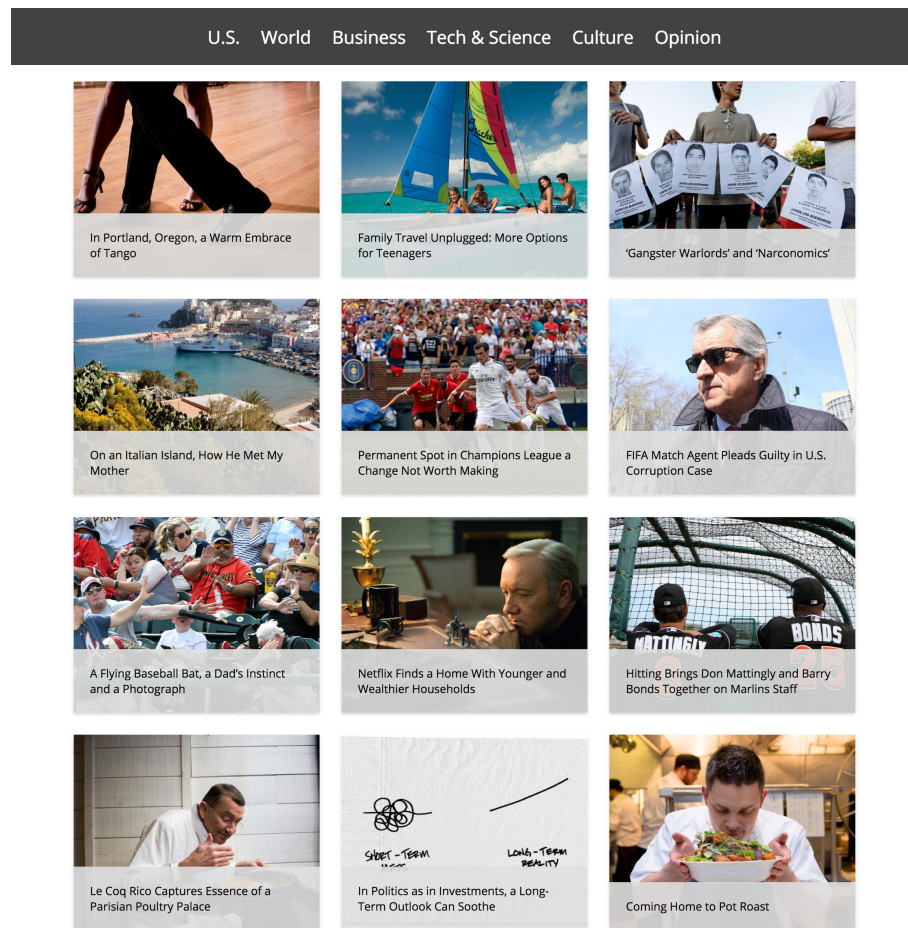 U.S. World Business Tech & Science Culture Opinion
In Portland, Oregon, a Warm Embrace
of Tango
Family Travel Unplugged: More Options
for Teenagers
‘Gangster Warlords’ and ‘Narconomics’
On an Italian Island, How He Met My
Mother
Permanent Spot in Champions League a
Change Not Worth Making
FIFA Match Agent Pleads Guilty in U.S.
Corruption Case
A Flying Baseball Bat, a Dad’s Instinct
and a Photograph
Netflix Finds a Home With Younger and
Wealthier Households
MATTINGLY
BONDS
25
Hitting Brings Don Mattingly and Barry
Bonds Together on Marlins Staff
SHORT-TERM
LONG-TERM
REALITY
Le Coq Rico Captures Essence of a
Parisian Poultry Palace
In Politics as in Investments, a Long-
Term Outlook Can Soothe
Coming Home to Pot Roast